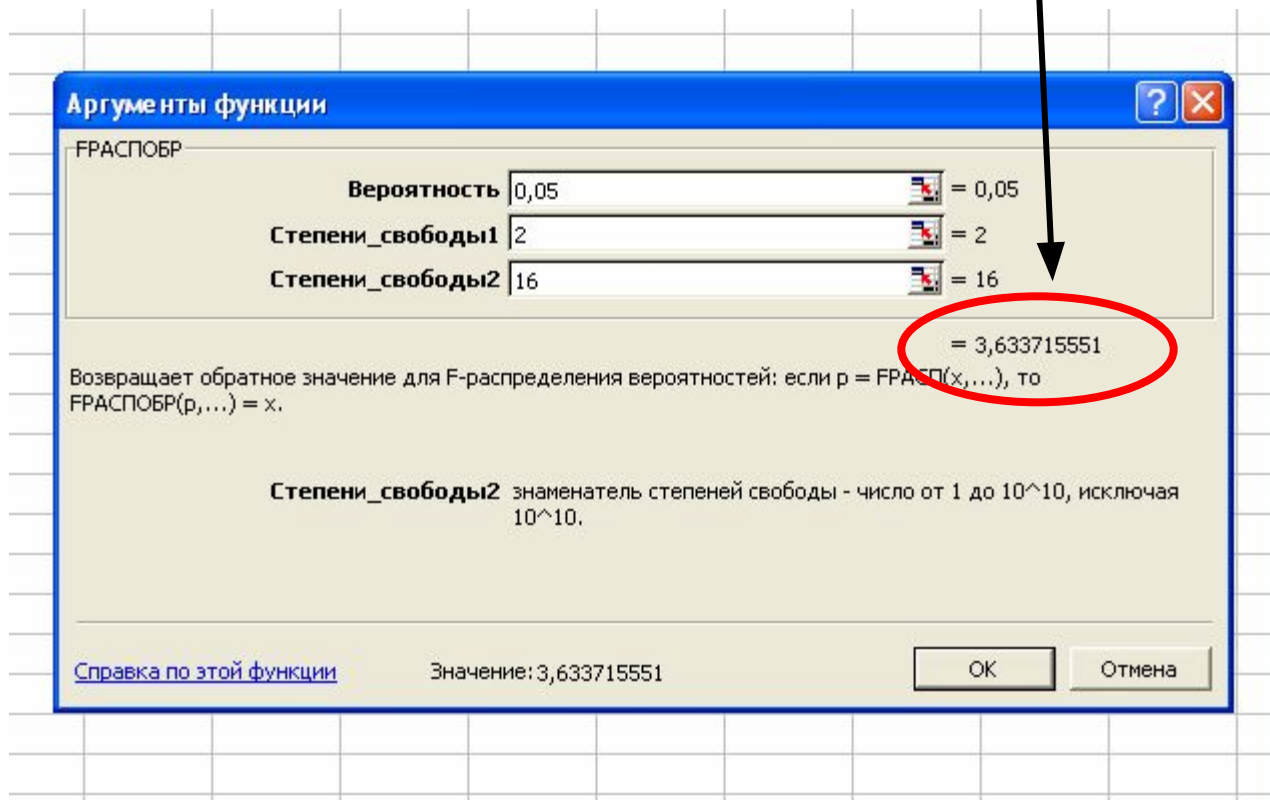 Аргументы функции
FРАСПОБР
Вероятность 0,05 = 0,05
Степени_свободы1 2 = 2
Степени_свободы2 16 = 16
= 3,633715551
Возвращает обратное значение для F-распределения вероятностей: если p = FРАСП(x,...), то
FРАСПОБР(p,...) = x.
Степени_свободы2 знаменатель степеней свободы - число от 1 до 10^10, исключая
10^10.
Справка по этой функции Значение:3,633715551 ОК Отмена